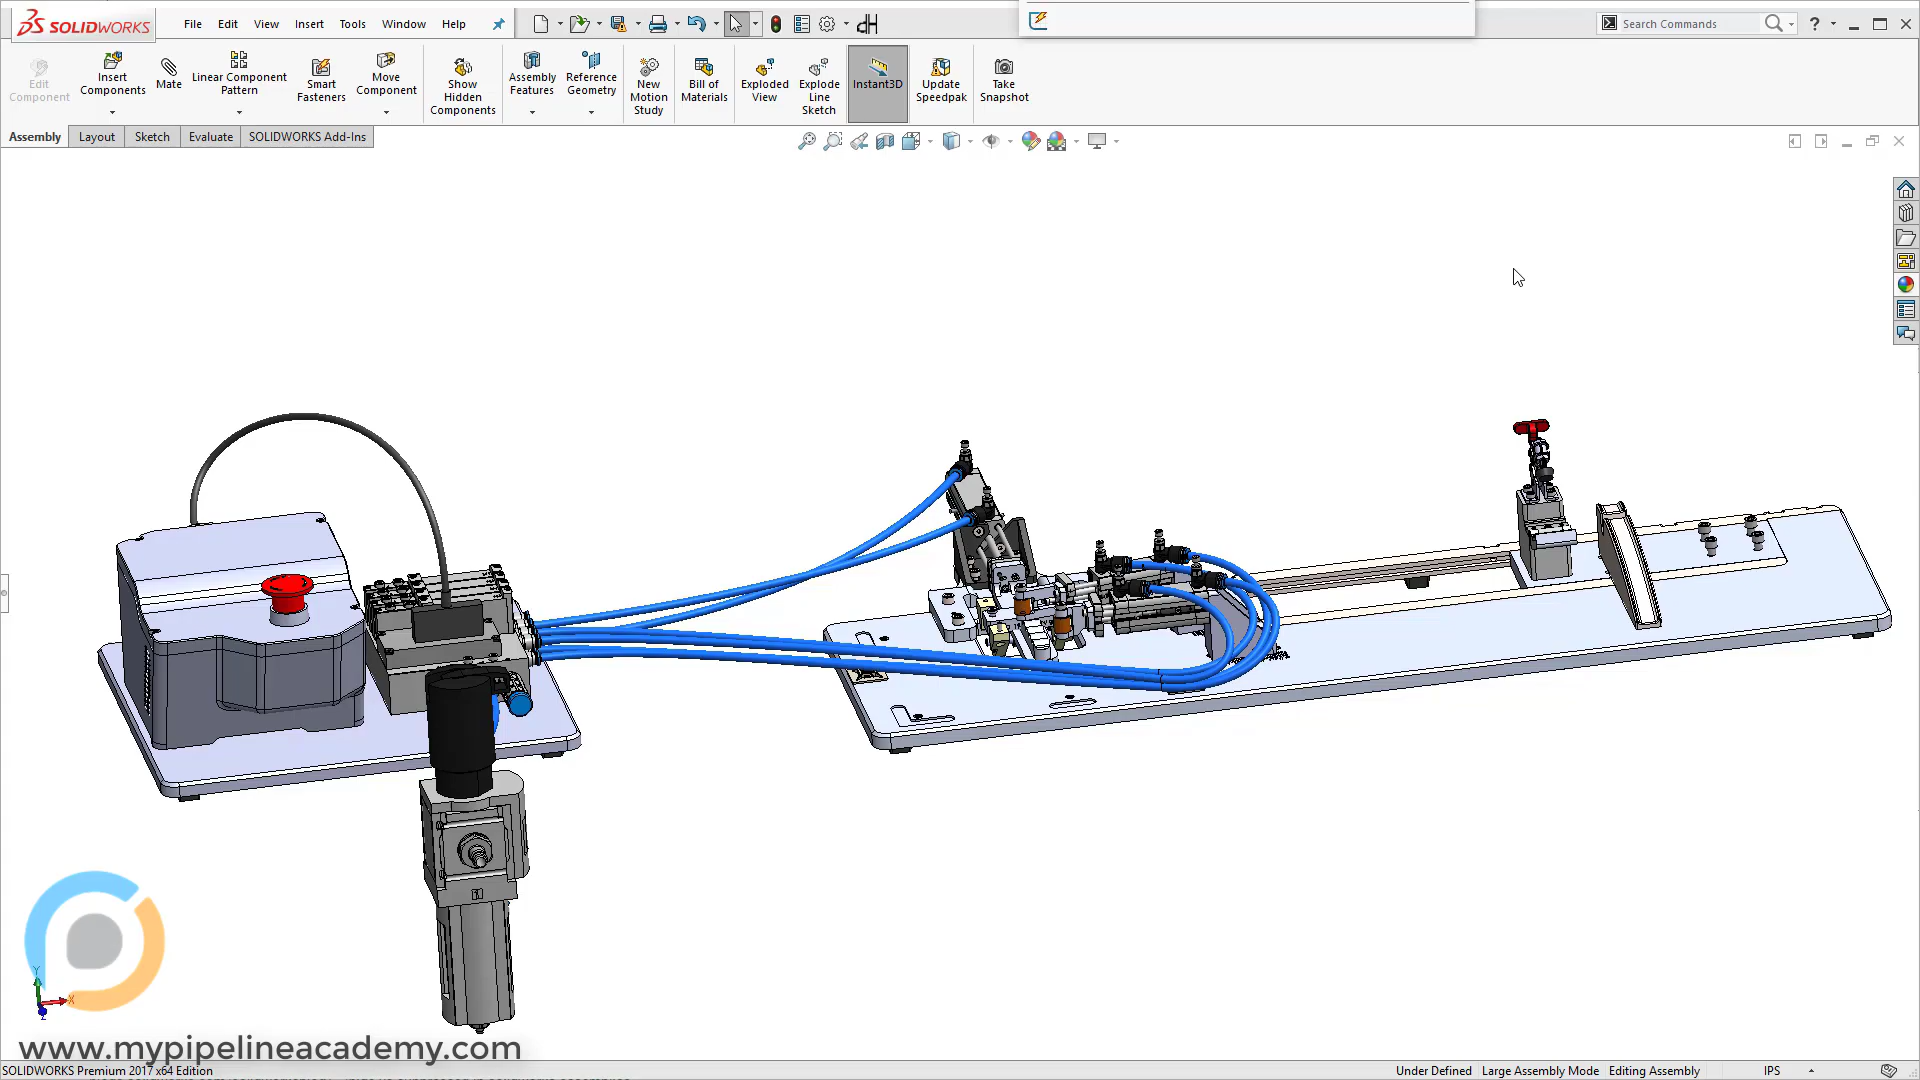 SOLIDWORKS
File Edit View Insert Tools Window Help
Search Commands
Edit Component
Insert Components
Mate
Linear Component Pattern
Smart Fasteners
Move Component
Show Hidden Components
Assembly Features
Reference Geometry
New Motion Study
Bill of Materials
Exploded View
Explode Line Sketch
Instant3D
Update Speedpak
Take Snapshot
Assembly Layout Sketch Evaluate SOLIDWORKS Add-Ins
Y
X
Z
www.mypipelineacademy.com
SOLIDWORKS Premium 2017 x64 Edition
Under Defined Large Assembly Mode Editing Assembly IPS